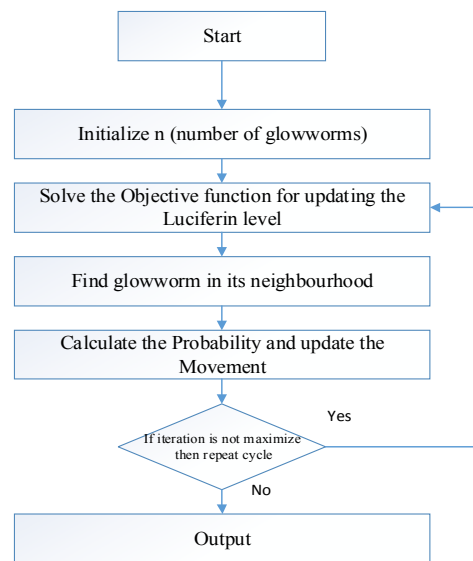 Start
Initialize n (number of glowworms)
Solve the Objective function for updating the
Luciferin level
Find glowworm in its neighbourhood
Calculate the Probability and update the
Movement
Yes
If iteration is not maximize
then repeat cycle
No
Output